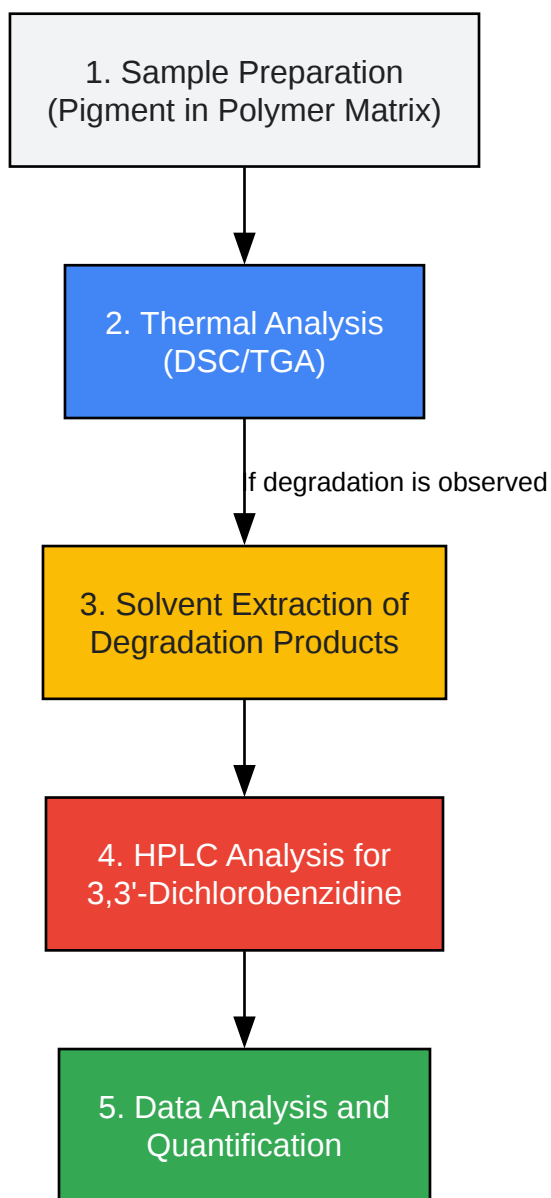 1. Sample Preparation
(Pigment in Polymer Matrix)
2. Thermal Analysis
(DSC/TGA)
If degradation is observed
3. Solvent Extraction of
Degradation Products
4. HPLC Analysis for
3,3'-Dichlorobenzidine
5. Data Analysis and
Quantification